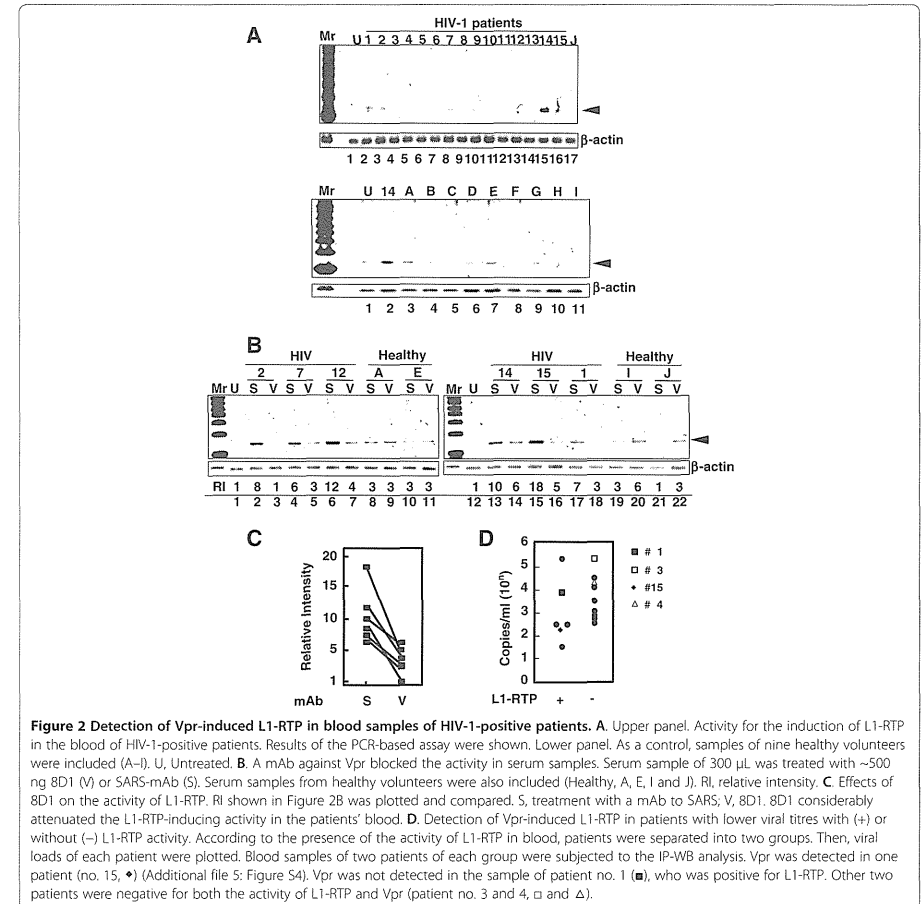 A
HIV-1 patients
Mr U 1 2 3 4 5 6 7 8 9 10 11 12 13 14 15 J
β-actin
1 2 3 4 5 6 7 8 9 10 11 12 13 14 15 16 17
Mr U 14 A B C D E F G H I
β-actin
1 2 3 4 5 6 7 8 9 10 11
B
HIV Healthy HIV Healthy
2 7 12 A E 14 15 1 I J
Mr U S V S V S V S V S V Mr U S V S V S V S V S V
β-actin
RI 1 8 1 6 3 12 4 3 3 3 3 1 10 6 18 5 7 3 3 6 1 3
1 2 3 4 5 6 7 8 9 10 11 12 13 14 15 16 17 18 19 20 21 22
C
Relative Intensity
20
15
10
5
1
mAb S V
D
Copies/ml (10ⁿ)
6
5
4
3
2
1
0
L1-RTP + -
■ # 1
□ # 3
◆ #15
△ # 4
Figure 2 Detection of Vpr-induced L1-RTP in blood samples of HIV-1-positive patients. A. Upper panel. Activity for the induction of L1-RTP
in the blood of HIV-1-positive patients. Results of the PCR-based assay were shown. Lower panel. As a control, samples of nine healthy volunteers
were included (A–I). U, Untreated. B. A mAb against Vpr blocked the activity in serum samples. Serum sample of 300 μL was treated with ~500
ng 8D1 (V) or SARS-mAb (S). Serum samples from healthy volunteers were also included (Healthy, A, E, I and J). RI, relative intensity. C. Effects of
8D1 on the activity of L1-RTP. RI shown in Figure 2B was plotted and compared. S, treatment with a mAb to SARS; V, 8D1. 8D1 considerably
attenuated the L1-RTP-inducing activity in the patients' blood. D. Detection of Vpr-induced L1-RTP in patients with lower viral titres with (+) or
without (−) L1-RTP activity. According to the presence of the activity of L1-RTP in blood, patients were separated into two groups. Then, viral
loads of each patient were plotted. Blood samples of two patients of each group were subjected to the IP-WB analysis. Vpr was detected in one
patient (no. 15, ◆) (Additional file 5: Figure S4). Vpr was not detected in the sample of patient no. 1 (■), who was positive for L1-RTP. Other two
patients were negative for both the activity of L1-RTP and Vpr (patient no. 3 and 4, □ and △).